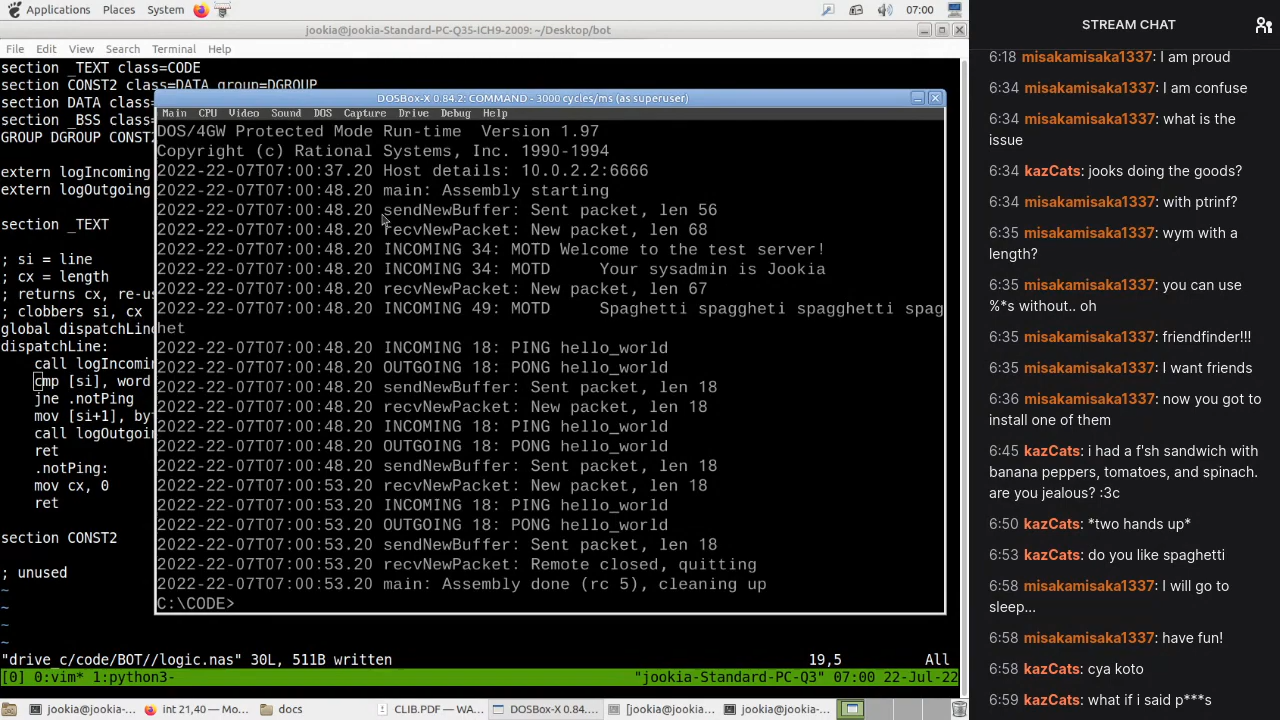 Applications Places System 07:00
jookia@jookia-Standard-PC-Q35-ICH9-2009: ~/Desktop/bot
File Edit View Search Terminal Help
section _TEXT class=CODE
section CONST2 class=DATA group=DGROUP
section DATA class=
section _BSS class=
GROUP DGROUP CONST2
extern logIncoming
extern logOutgoing
section _TEXT
; si = line
; cx = length
; returns cx, re-us
; clobbers si, cx
global dispatchLine
dispatchLine:
call logIncomin
cmp [si], word
jne .notPing
mov [si+1], byt
call logOutgoin
ret
.notPing:
mov cx, 0
ret
section CONST2
; unused
~
~
~
~
"drive_c/code/BOT//logic.nas" 30L, 511B written 19,5 All
[0] 0:vim* 1:python3- "jookia-Standard-PC-Q3" 07:00 22-Jul-22
DOSBox-X 0.84.2: COMMAND - 3000 cycles/ms (as superuser)
Main CPU Video Sound DOS Capture Drive Debug Help
DOS/4GW Protected Mode Run-time Version 1.97
Copyright (c) Rational Systems, Inc. 1990-1994
2022-22-07T07:00:37.20 Host details: 10.0.2.2:6666
2022-22-07T07:00:48.20 main: Assembly starting
2022-22-07T07:00:48.20 sendNewBuffer: Sent packet, len 56
2022-22-07T07:00:48.20 recvNewPacket: New packet, len 68
2022-22-07T07:00:48.20 INCOMING 34: MOTD Welcome to the test server!
2022-22-07T07:00:48.20 INCOMING 34: MOTD Your sysadmin is Jookia
2022-22-07T07:00:48.20 recvNewPacket: New packet, len 67
2022-22-07T07:00:48.20 INCOMING 49: MOTD Spaghetti spaggheti spagghetti spag
het
2022-22-07T07:00:48.20 INCOMING 18: PING hello_world
2022-22-07T07:00:48.20 OUTGOING 18: PONG hello_world
2022-22-07T07:00:48.20 sendNewBuffer: Sent packet, len 18
2022-22-07T07:00:48.20 recvNewPacket: New packet, len 18
2022-22-07T07:00:48.20 INCOMING 18: PING hello_world
2022-22-07T07:00:48.20 OUTGOING 18: PONG hello_world
2022-22-07T07:00:48.20 sendNewBuffer: Sent packet, len 18
2022-22-07T07:00:53.20 recvNewPacket: New packet, len 18
2022-22-07T07:00:53.20 INCOMING 18: PING hello_world
2022-22-07T07:00:53.20 OUTGOING 18: PONG hello_world
2022-22-07T07:00:53.20 sendNewBuffer: Sent packet, len 18
2022-22-07T07:00:53.20 recvNewPacket: Remote closed, quitting
2022-22-07T07:00:53.20 main: Assembly done (rc 5), cleaning up
C:\CODE>
jookia@jookia-... int 21,40 — Mo... docs CLIB.PDF — WA... DOSBox-X 0.84.... [jookia@jookia-... jookia@jookia-...
STREAM CHAT
6:18 misakamisaka1337: I am proud
6:34 misakamisaka1337: I am confuse
6:34 misakamisaka1337: what is the
issue
6:34 kazCats: jooks doing the goods?
6:34 kazCats: with ptrinf?
6:35 misakamisaka1337: wym with a
length?
6:35 misakamisaka1337: you can use
%*s without.. oh
6:35 misakamisaka1337: friendfinder!!!
6:35 misakamisaka1337: I want friends
6:36 misakamisaka1337: now you got to
install one of them
6:45 kazCats: i had a f'sh sandwich with
banana peppers, tomatoes, and spinach.
are you jealous? :3c
6:50 kazCats: *two hands up*
6:53 kazCats: do you like spaghetti
6:58 misakamisaka1337: I will go to
sleep...
6:58 misakamisaka1337: have fun!
6:58 kazCats: cya koto
6:59 kazCats: what if i said p***s